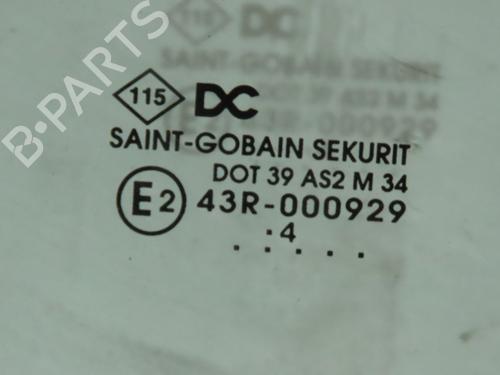 B-PARTS
115 DC
SAINT-GOBAIN SEKURIT
DOT 39 AS2 M 34
E2 43R-000929
.:4
. . . . .